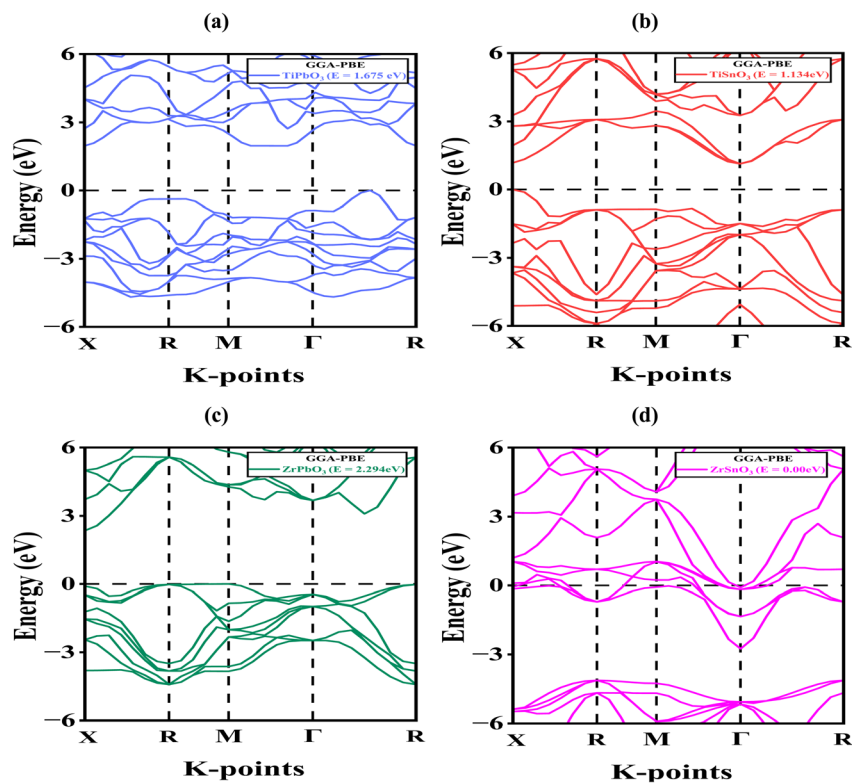 (a)
GGA-PBE
TiPbO₃ (E = 1.675 eV)
6
3
0
−3
−6
Energy (eV)
X R M Γ R
K-points
(b)
GGA-PBE
TiSnO₃ (E = 1.134eV)
6
3
0
−3
−6
Energy (eV)
X R M Γ R
K-points
(c)
GGA-PBE
ZrPbO₃ (E = 2.294eV)
6
3
0
−3
−6
Energy (eV)
X R M Γ R
K-points
(d)
GGA-PBE
ZrSnO₃ (E = 0.00eV)
6
3
0
−3
−6
Energy (eV)
X R M Γ R
K-points